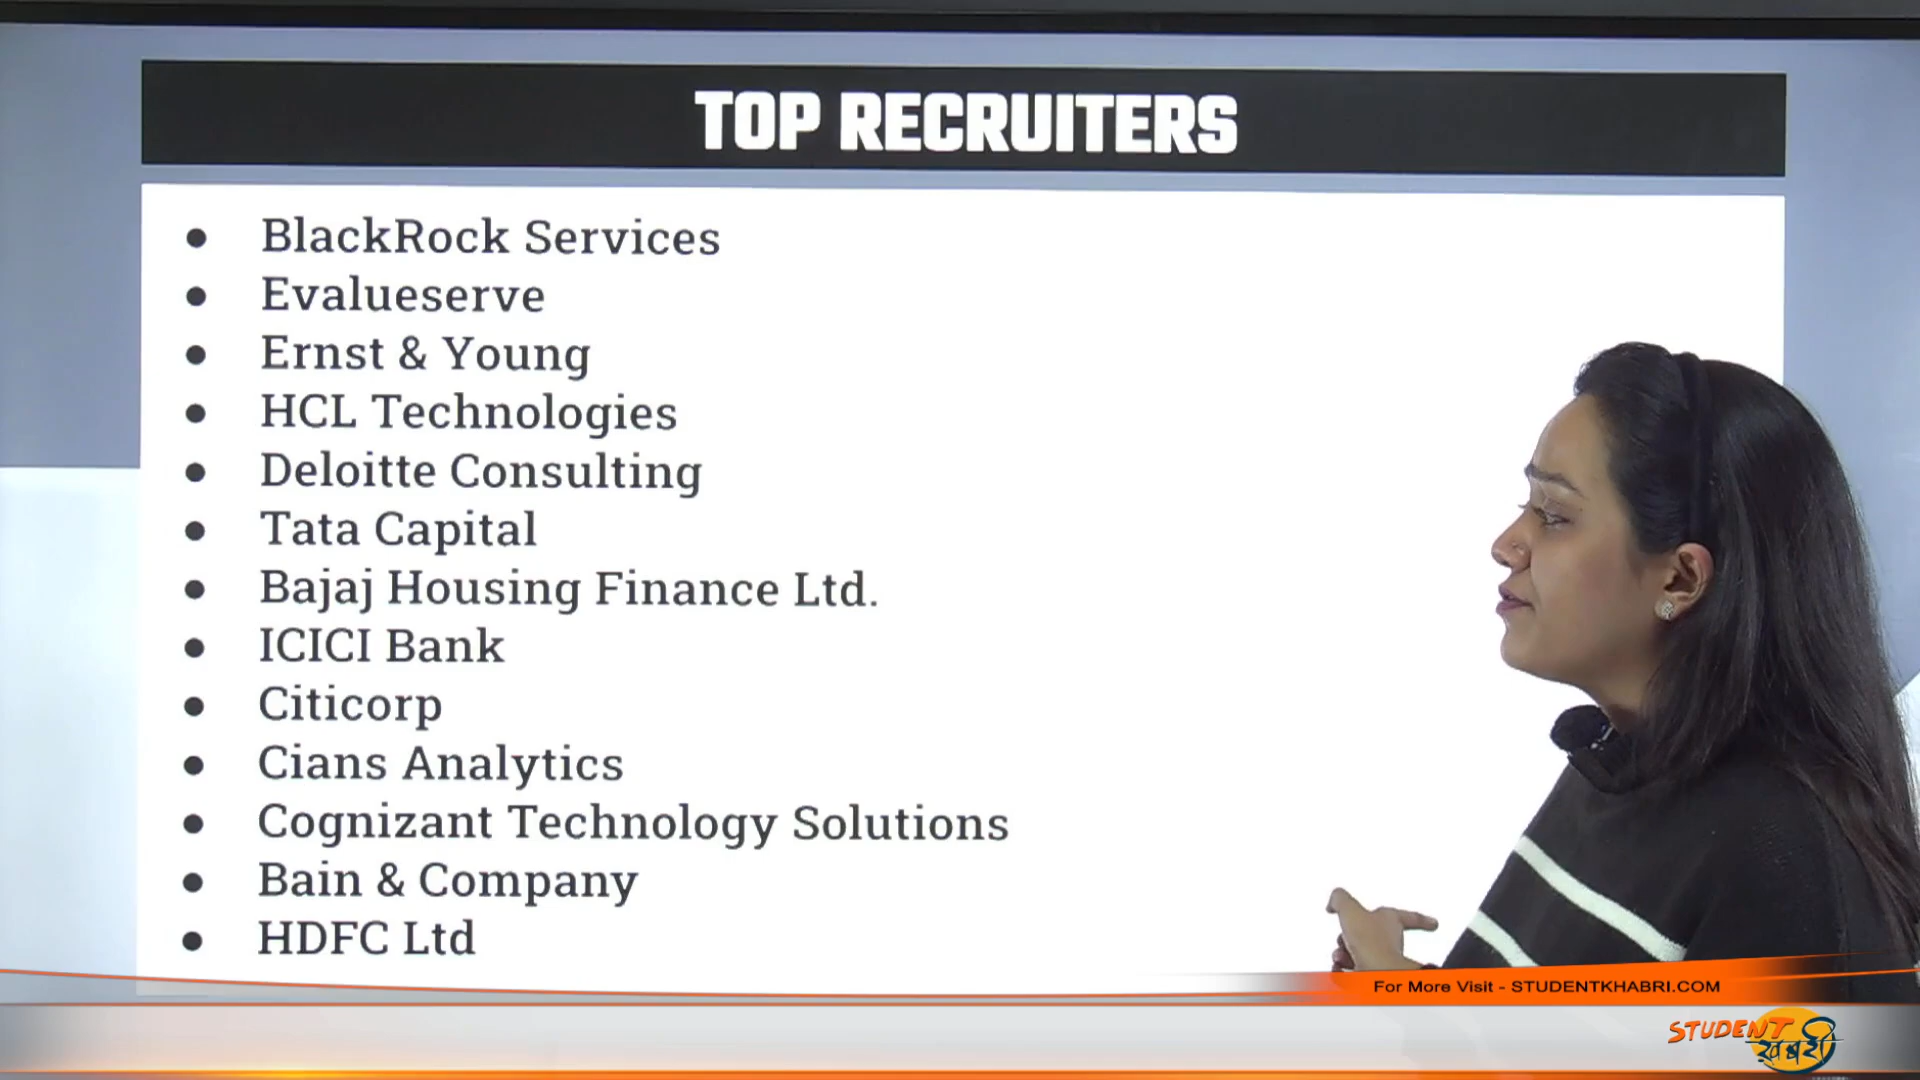 TOP RECRUITERS
● BlackRock Services
● Evalueserve
● Ernst & Young
● HCL Technologies
● Deloitte Consulting
● Tata Capital
● Bajaj Housing Finance Ltd.
● ICICI Bank
● Citicorp
● Cians Analytics
● Cognizant Technology Solutions
● Bain & Company
● HDFC Ltd
For More Visit - STUDENTKHABRI.COM
STUDENT
ख़बरी